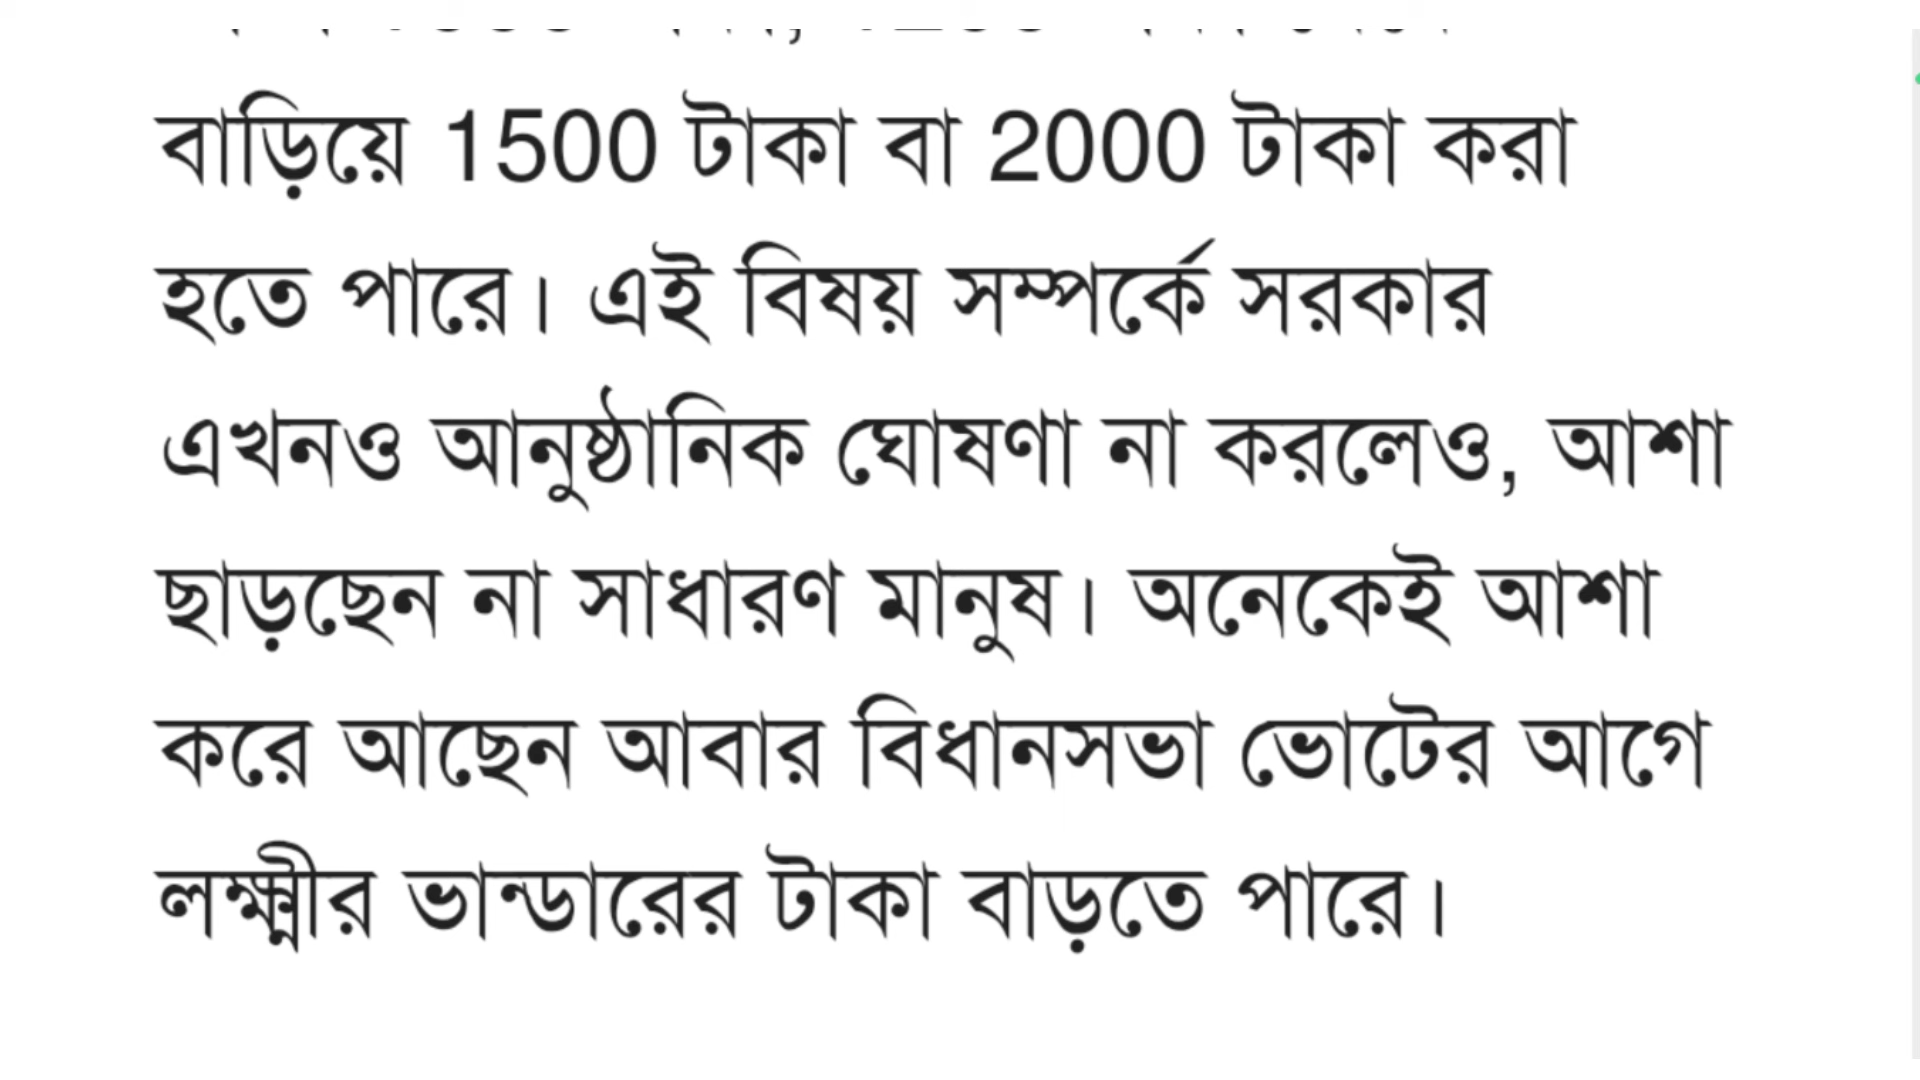 বাড়িয়ে 1500 টাকা বা 2000 টাকা করা
হতে পারে। এই বিষয় সম্পর্কে সরকার
এখনও আনুষ্ঠানিক ঘোষণা না করলেও, আশা
ছাড়ছেন না সাধারণ মানুষ। অনেকেই আশা
করে আছেন আবার বিধানসভা ভোটের আগে
লক্ষ্মীর ভান্ডারের টাকা বাড়তে পারে।